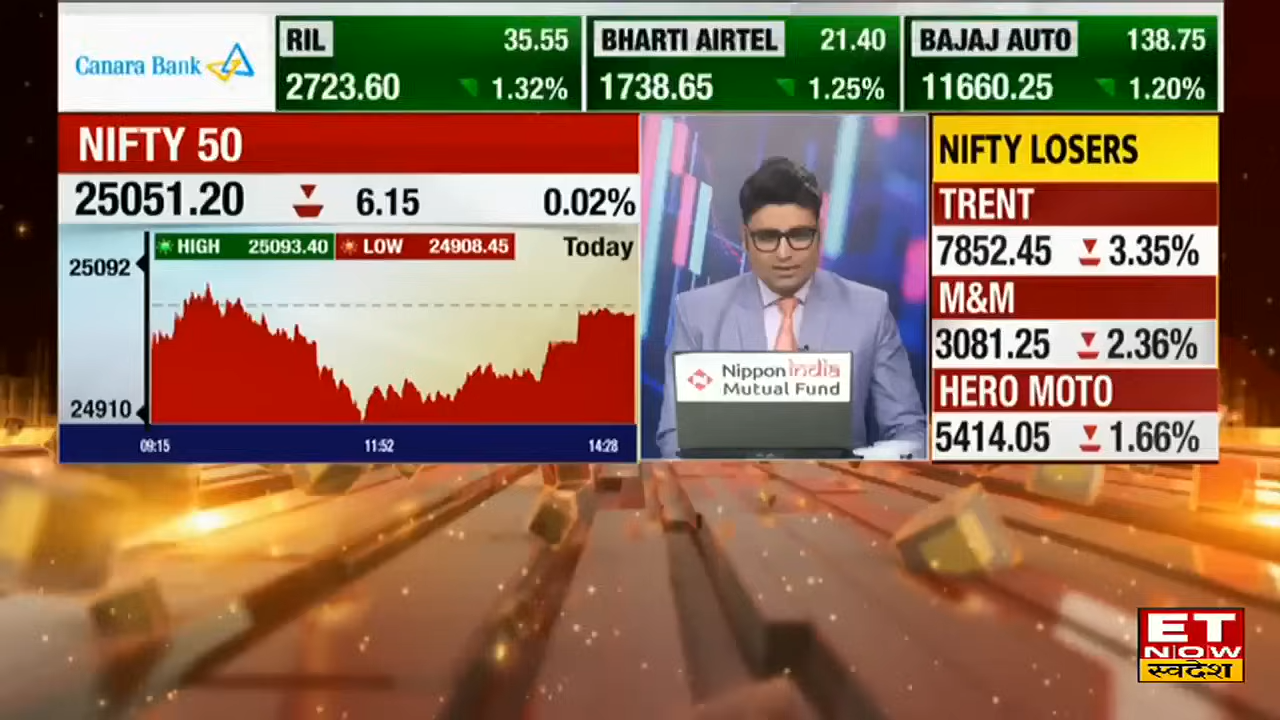 Canara Bank
RIL 35.55
2723.60 1.32%
BHARTI AIRTEL 21.40
1738.65 1.25%
BAJAJ AUTO 138.75
11660.25 1.20%
NIFTY 50
25051.20 6.15 0.02%
HIGH 25093.40 LOW 24908.45 Today
25092
24910
09:15 11:52 14:28
Nippon India
Mutual Fund
NIFTY LOSERS
TRENT
7852.45 3.35%
M&M
3081.25 2.36%
HERO MOTO
5414.05 1.66%
ET
NOW
स्वदेश